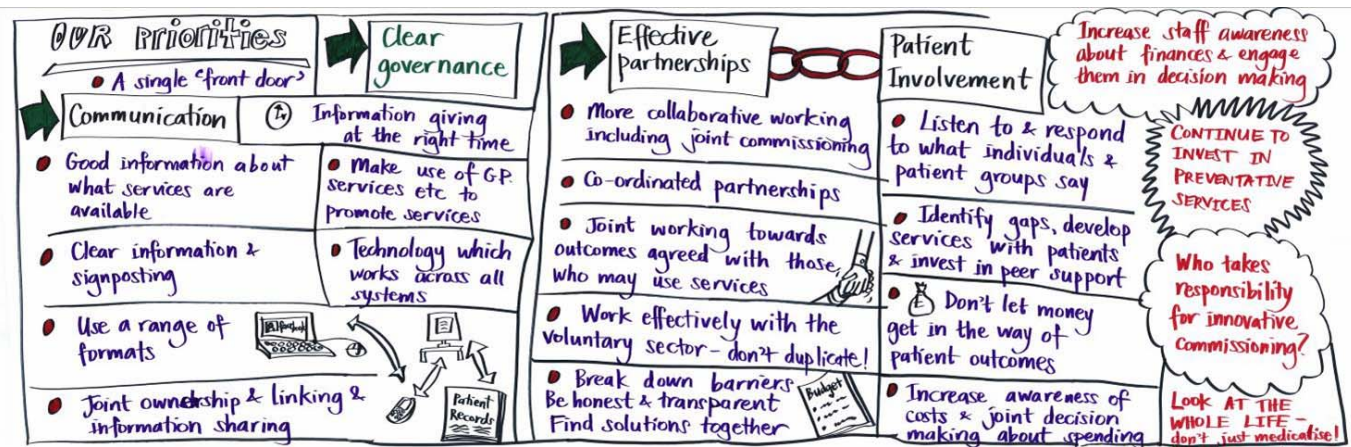 OUR PRIORITIES
• A single 'front door'
Communication
• Good information about
what services are
available
• Clear information &
signposting
• Use a range of
formats
• Joint ownership & linking &
information sharing
Facebook
Patient
Records
Clear
governance
Information giving
at the right time
• Make use of G.P.
services etc to
promote services
• Technology which
works across all
systems
Effective
partnerships
• More collaborative working
including joint commissioning
• Co-ordinated partnerships
• Joint working towards
outcomes agreed with those,
who may use services
• Work effectively with the
voluntary sector - don't duplicate!
• Break down barriers
Be honest & transparent
Find solutions together
Budget
Patient
Involvement
• Listen to & respond
to what individuals &
patient groups say
• Identify gaps, develop
services with patients
& invest in peer support
• £ Don't let money
get in the way of
patient outcomes
• Increase awareness of
costs & joint decision
making about spending
Increase staff awareness
about finances & engage
them in decision making
CONTINUE TO
INVEST IN
PREVENTATIVE
SERVICES
Who takes
responsibility
for innovative
commissioning?
LOOK AT THE
WHOLE LIFE -
don't just medicalise!